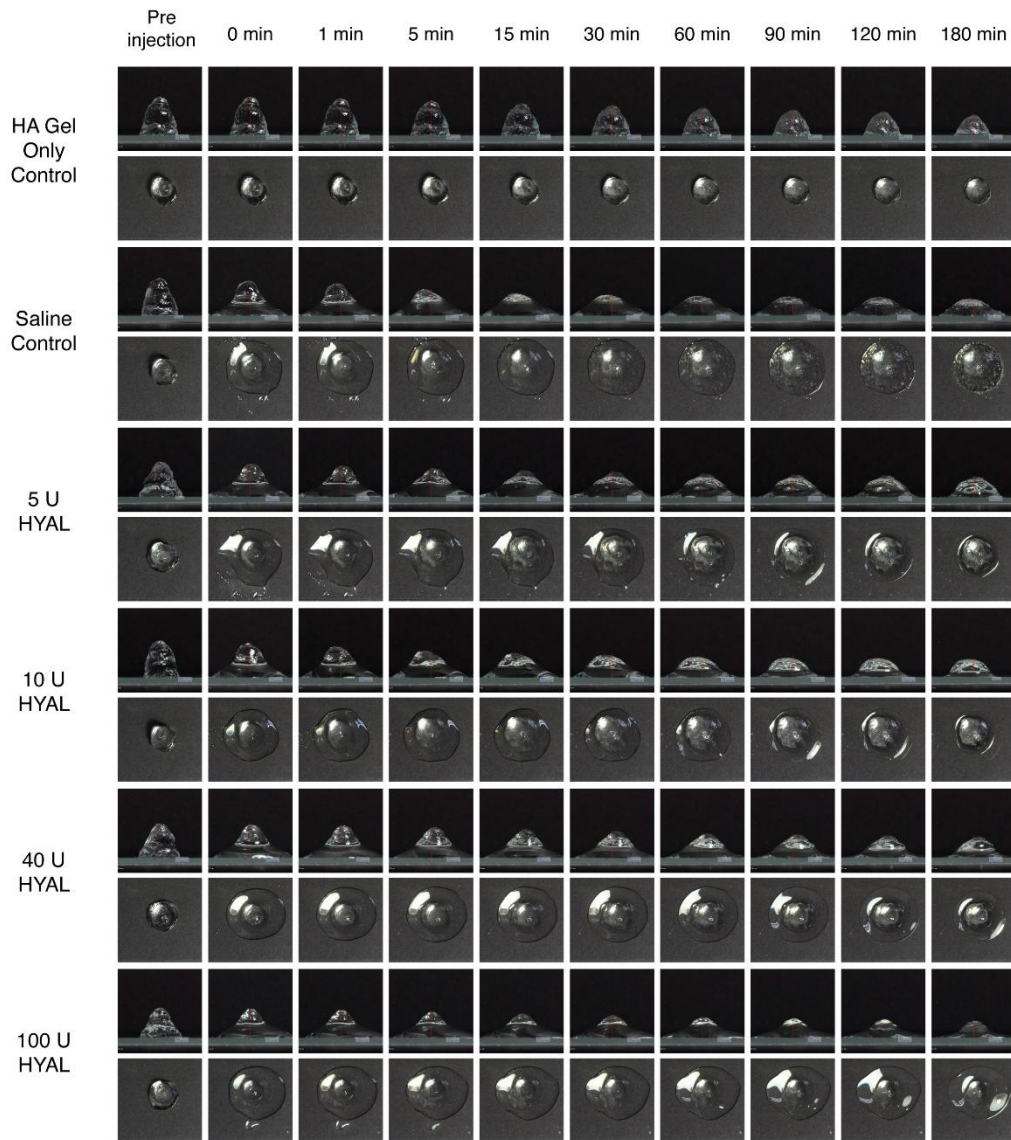 Pre
injection
0 min
1 min
5 min
15 min
30 min
60 min
90 min
120 min
180 min
HA Gel
Only
Control
Saline
Control
5 U
HYAL
10 U
HYAL
40 U
HYAL
100 U
HYAL